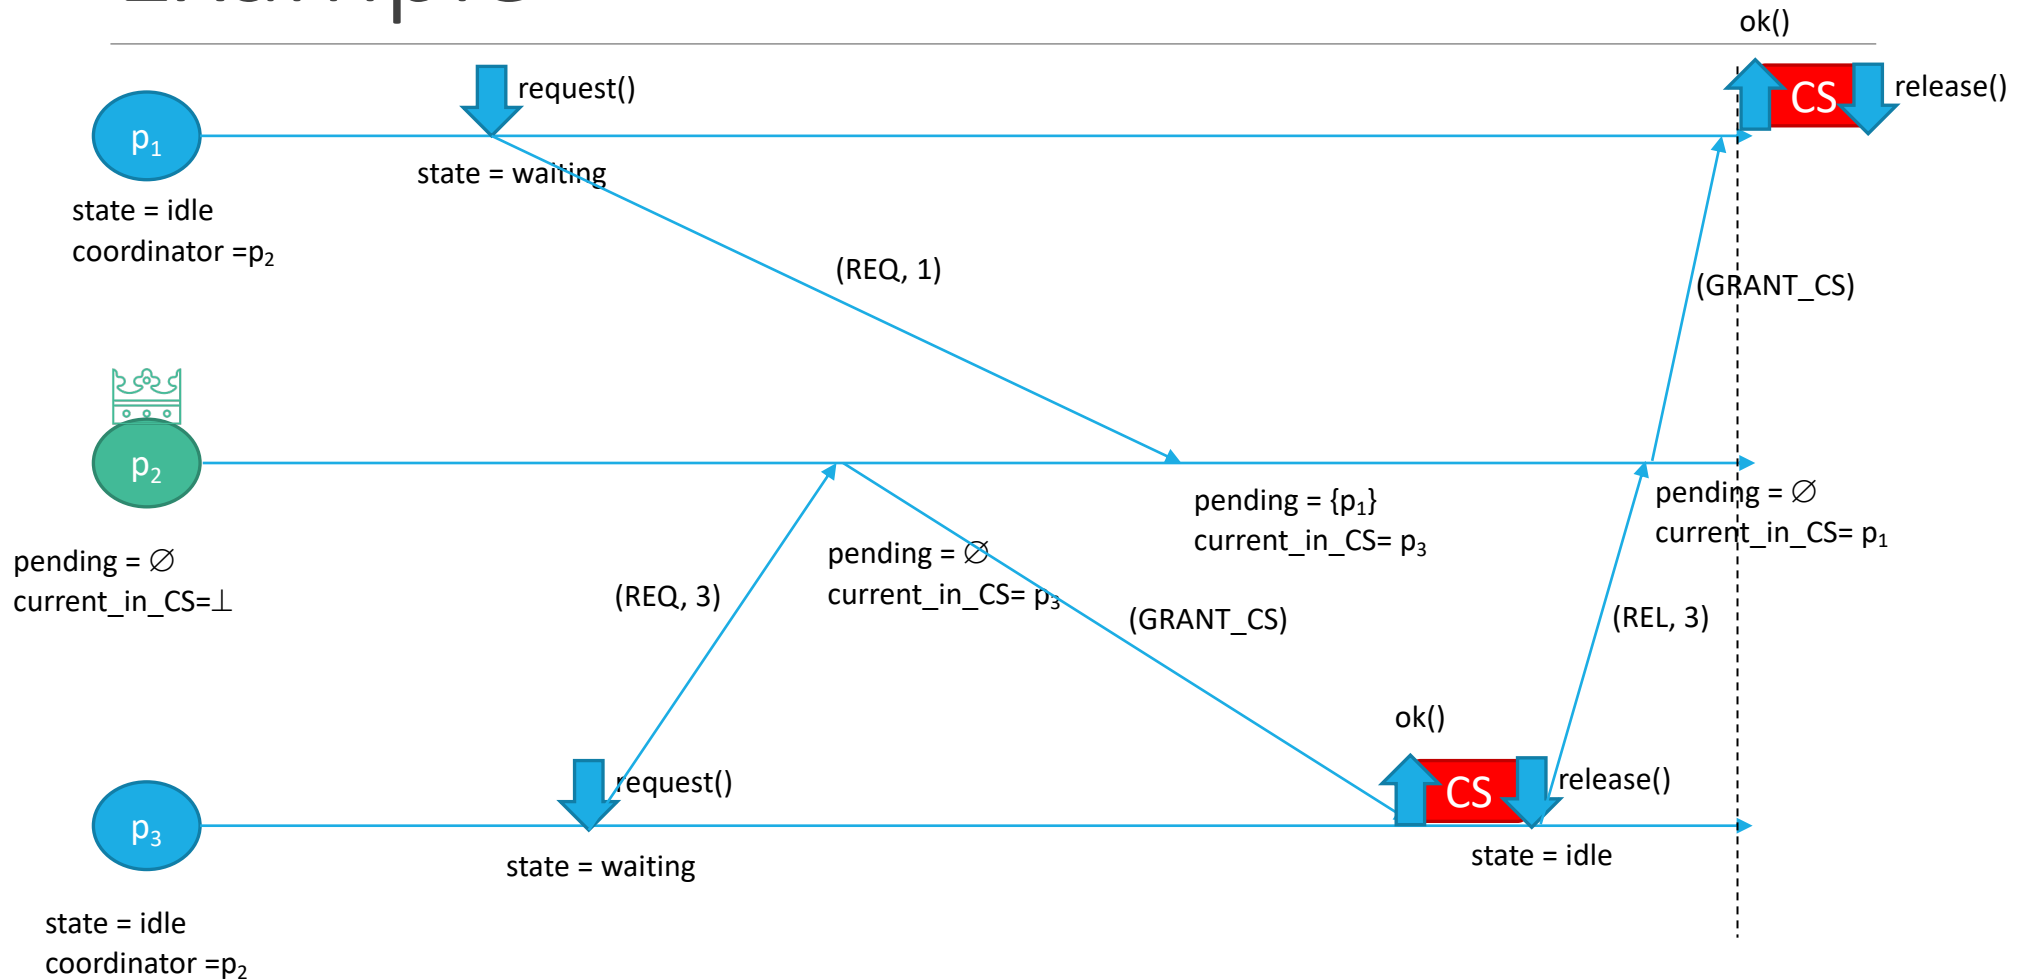 ok()
request()
CS
release()
p1
state = waiting
state = idle
coordinator =p2
(REQ, 1)
(GRANT_CS)
p2
pending = {p1}
current_in_CS= p3
pending = ∅
current_in_CS= p1
pending = ∅
current_in_CS=⊥
pending = ∅
current_in_CS= p3
(REQ, 3)
(GRANT_CS)
(REL, 3)
ok()
request()
CS
release()
p3
state = waiting
state = idle
state = idle
coordinator =p2